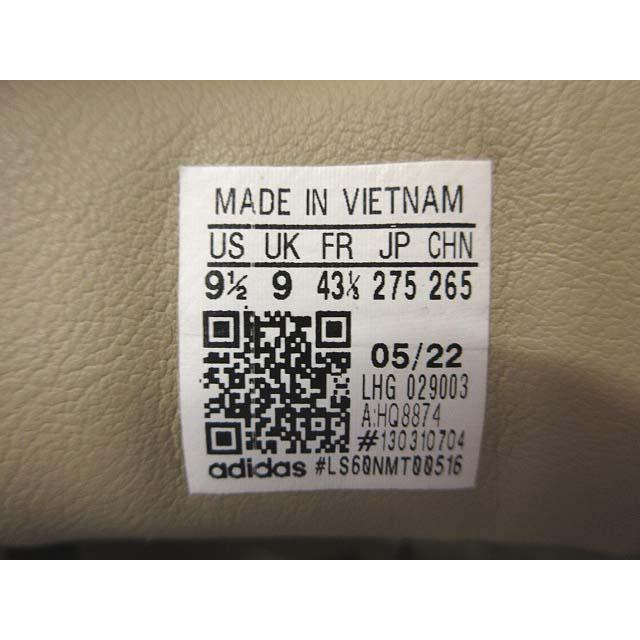 MADE IN VIETNAM
US UK FR JP CHN
9½ 9 43⅓ 275 265
05/22
LHG 029003
A:HQ8874
#130310704
adidas #LS60NMT00516